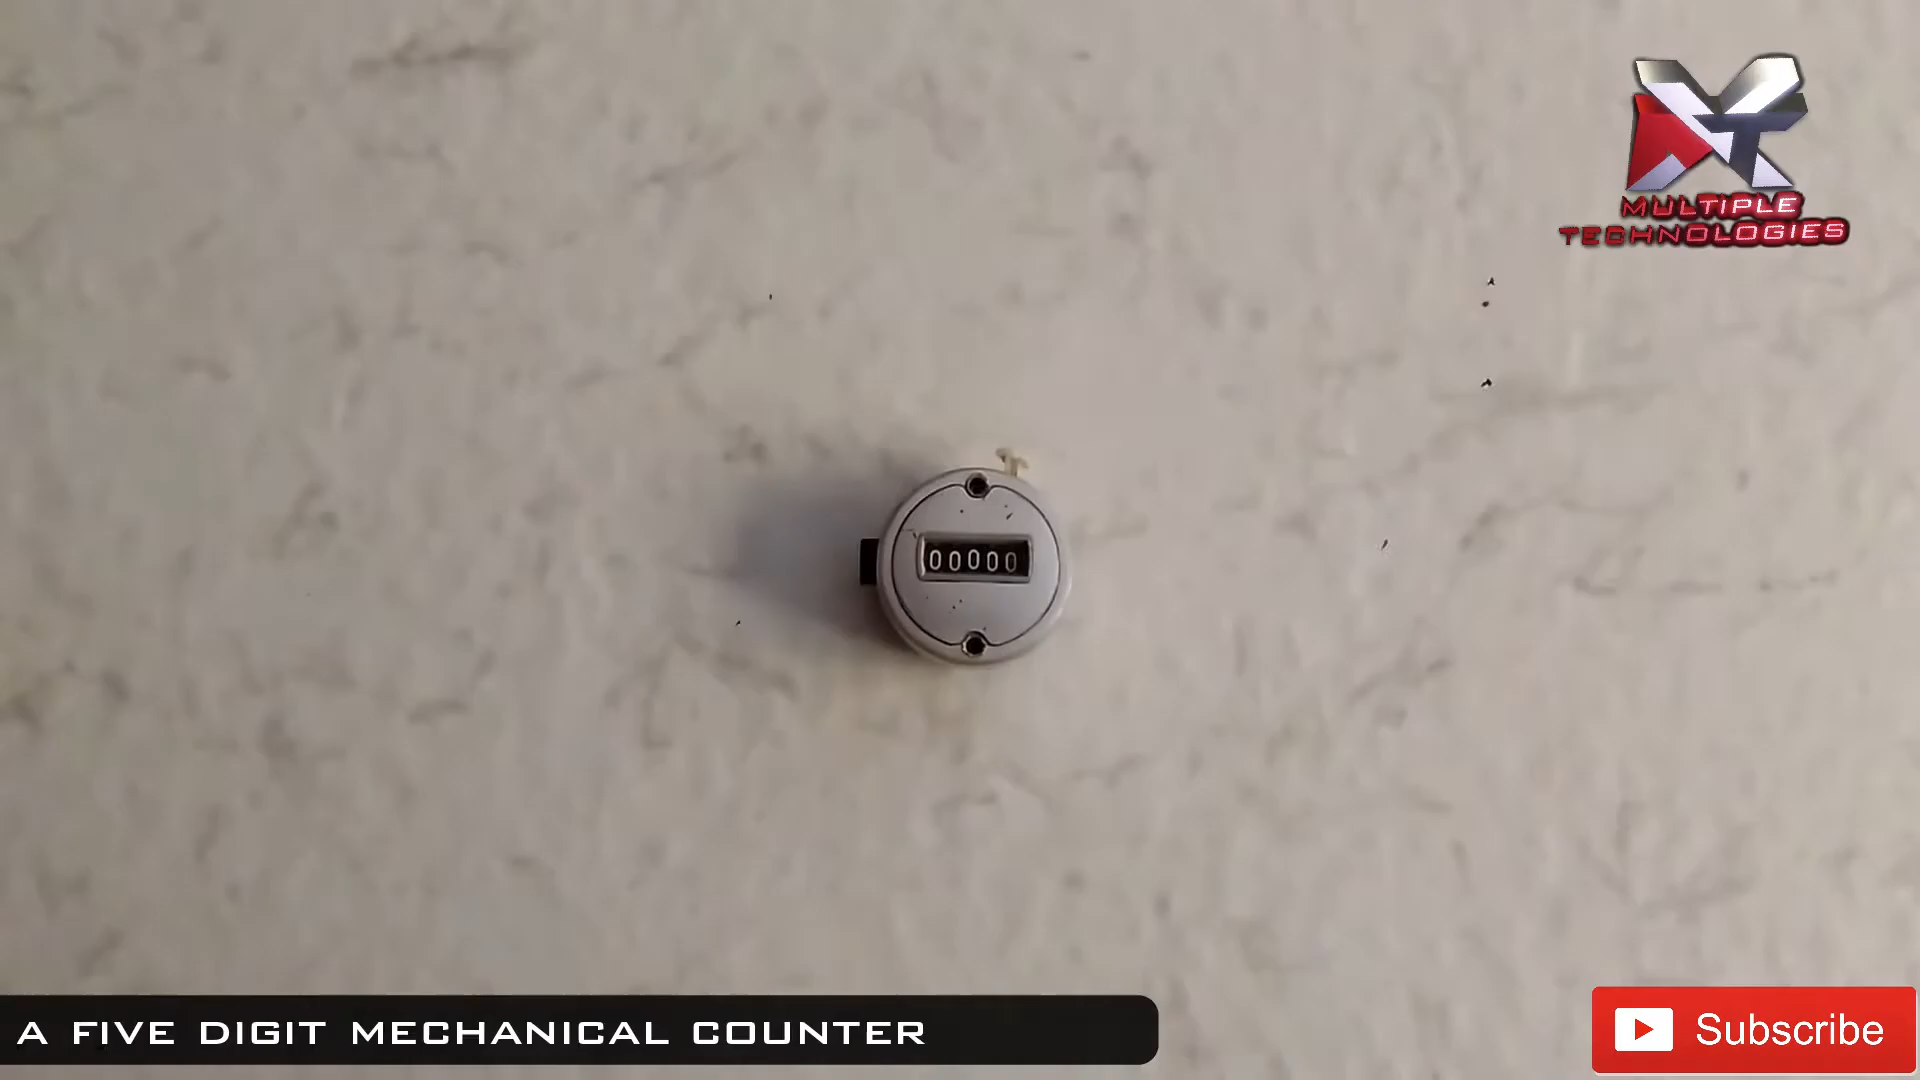 MULTIPLE
TECHNOLOGIES
00000
A FIVE DIGIT MECHANICAL COUNTER
Subscribe